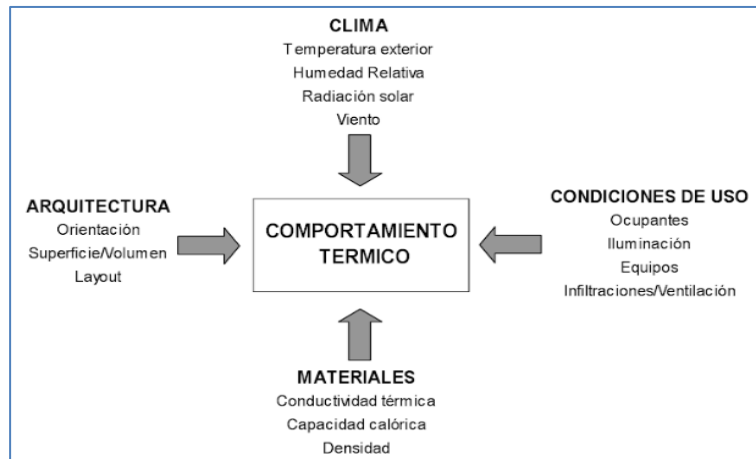 CLIMA
Temperatura exterior
Humedad Relativa
Radiación solar
Viento
ARQUITECTURA
Orientación
Superficie/Volumen
Layout
COMPORTAMIENTO
TERMICO
CONDICIONES DE USO
Ocupantes
Iluminación
Equipos
Infiltraciones/Ventilación
MATERIALES
Conductividad térmica
Capacidad calórica
Densidad